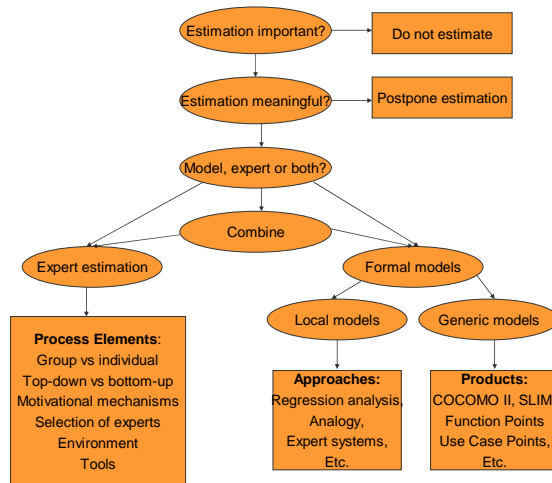 Estimation important?
Do not estimate
Estimation meaningful?
Postpone estimation
Model, expert or both?
Combine
Expert estimation
Formal models
Local models
Generic models
Process Elements:
Group vs individual
Top-down vs bottom-up
Motivational mechanisms
Selection of experts
Environment
Tools
Approaches:
Regression analysis,
Analogy,
Expert systems,
Etc.
Products:
COCOMO II, SLIM
Function Points
Use Case Points,
Etc.